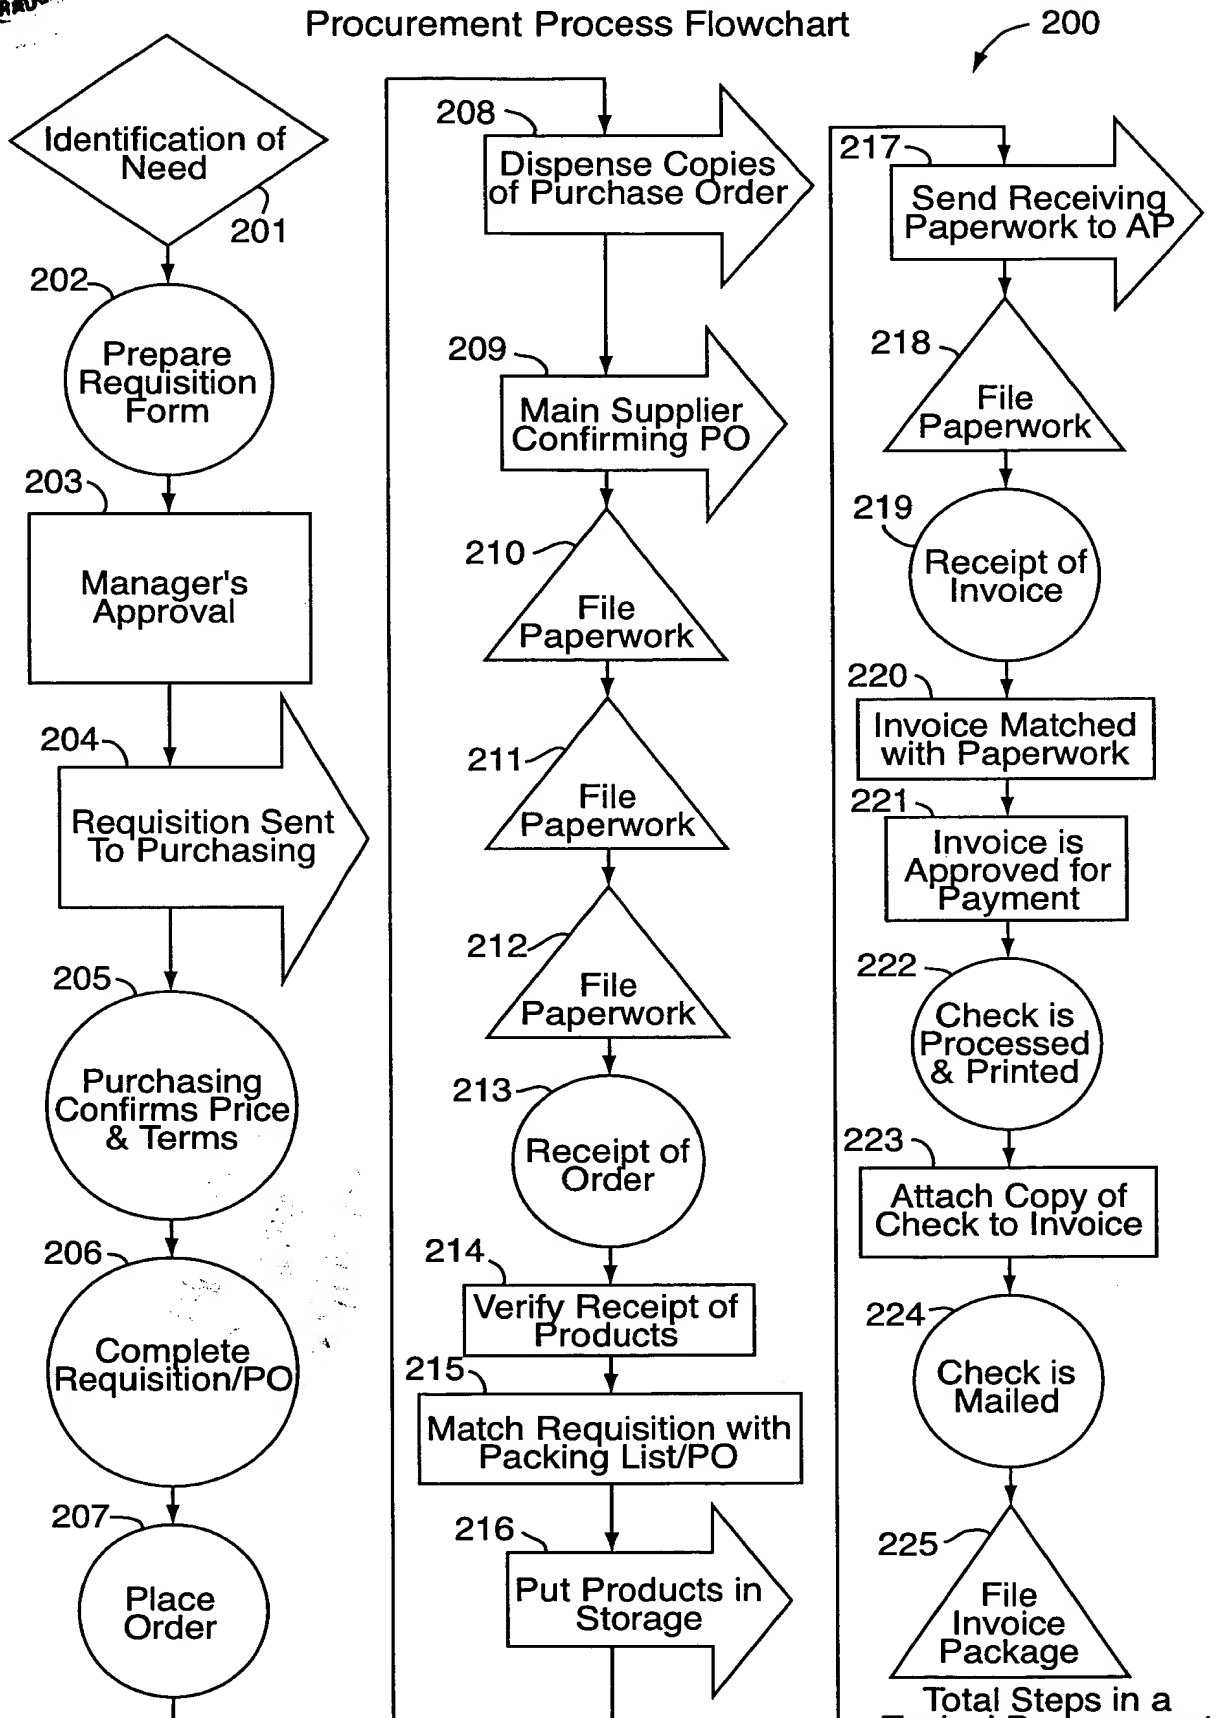 Procurement Process Flowchart
200
Identification of
Need
201
202
Prepare
Requisition
Form
203
Manager's
Approval
204
Requisition Sent
To Purchasing
205
Purchasing
Confirms Price
& Terms
206
Complete
Requisition/PO
207
Place
Order
208
Dispense Copies
of Purchase Order
209
Main Supplier
Confirming PO
210
File
Paperwork
211
File
Paperwork
212
File
Paperwork
213
Receipt of
Order
214
Verify Receipt of
Products
215
Match Requisition with
Packing List/PO
216
Put Products in
Storage
217
Send Receiving
Paperwork to AP
218
File
Paperwork
219
Receipt of
Invoice
220
Invoice Matched
with Paperwork
221
Invoice is
Approved for
Payment
222
Check is
Processed
& Printed
223
Attach Copy of
Check to Invoice
224
Check is
Mailed
225
File
Invoice
Package
Total Steps in a